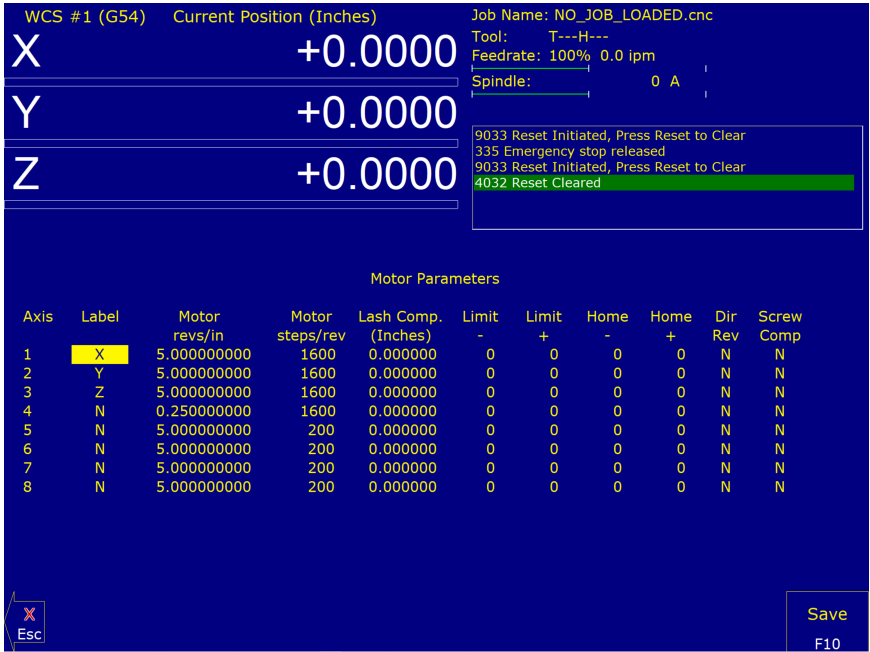 WCS #1 (G54) Current Position (Inches)
X +0.0000
Y +0.0000
Z +0.0000
Job Name: NO_JOB_LOADED.cnc
Tool: T---H---
Feedrate: 100% 0.0 ipm
Spindle: 0 A
9033 Reset Initiated, Press Reset to Clear
335 Emergency stop released
9033 Reset Initiated, Press Reset to Clear
4032 Reset Cleared
Motor Parameters
Axis Label Motor Motor Lash Comp. Limit Limit Home Home Dir Screw
revs/in steps/rev (Inches) - + - + Rev Comp
1 X 5.000000000 1600 0.000000 0 0 0 0 N N
2 Y 5.000000000 1600 0.000000 0 0 0 0 N N
3 Z 5.000000000 1600 0.000000 0 0 0 0 N N
4 N 0.250000000 1600 0.000000 0 0 0 0 N N
5 N 5.000000000 200 0.000000 0 0 0 0 N N
6 N 5.000000000 200 0.000000 0 0 0 0 N N
7 N 5.000000000 200 0.000000 0 0 0 0 N N
8 N 5.000000000 200 0.000000 0 0 0 0 N N
X
Esc
Save
F10